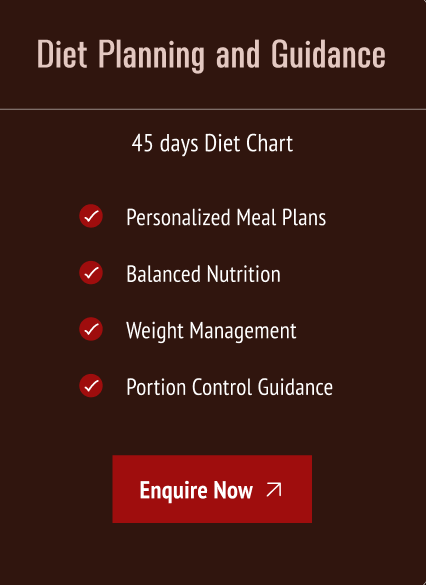 Diet Planning and Guidance
45 days Diet Chart
Personalized Meal Plans
Balanced Nutrition
Weight Management
Portion Control Guidance
Enquire Now